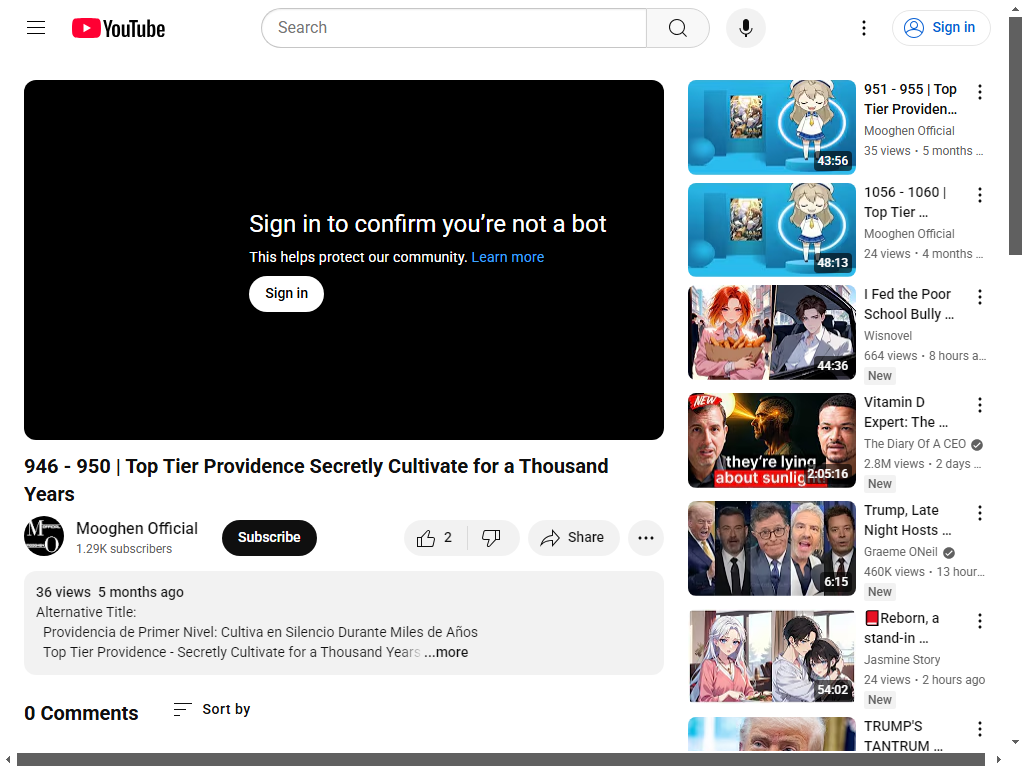 YouTube
Search
Sign in
Sign in to confirm you’re not a bot
This helps protect our community. Learn more
Sign in
946 - 950 | Top Tier Providence Secretly Cultivate for a Thousand
Years
Mooghen Official
1.29K subscribers
Subscribe
2
Share
36 views 5 months ago
Alternative Title:
Providencia de Primer Nivel: Cultiva en Silencio Durante Miles de Años
Top Tier Providence - Secretly Cultivate for a Thousand Years ...more
0 Comments
Sort by
43:56
951 - 955 | Top
Tier Providen...
Mooghen Official
35 views • 5 months ...
48:13
1056 - 1060 |
Top Tier ...
Mooghen Official
24 views • 4 months ...
44:36
I Fed the Poor
School Bully ...
Wisnovel
664 views • 8 hours a...
New
NEW
they're lying
about sunlight!
2:05:16
Vitamin D
Expert: The ...
The Diary Of A CEO
2.8M views • 2 days ...
New
6:15
Trump, Late
Night Hosts ...
Graeme ONeil
460K views • 13 hour...
New
54:02
Reborn, a
stand-in ...
Jasmine Story
24 views • 2 hours ago
New
TRUMP'S
TANTRUM ...